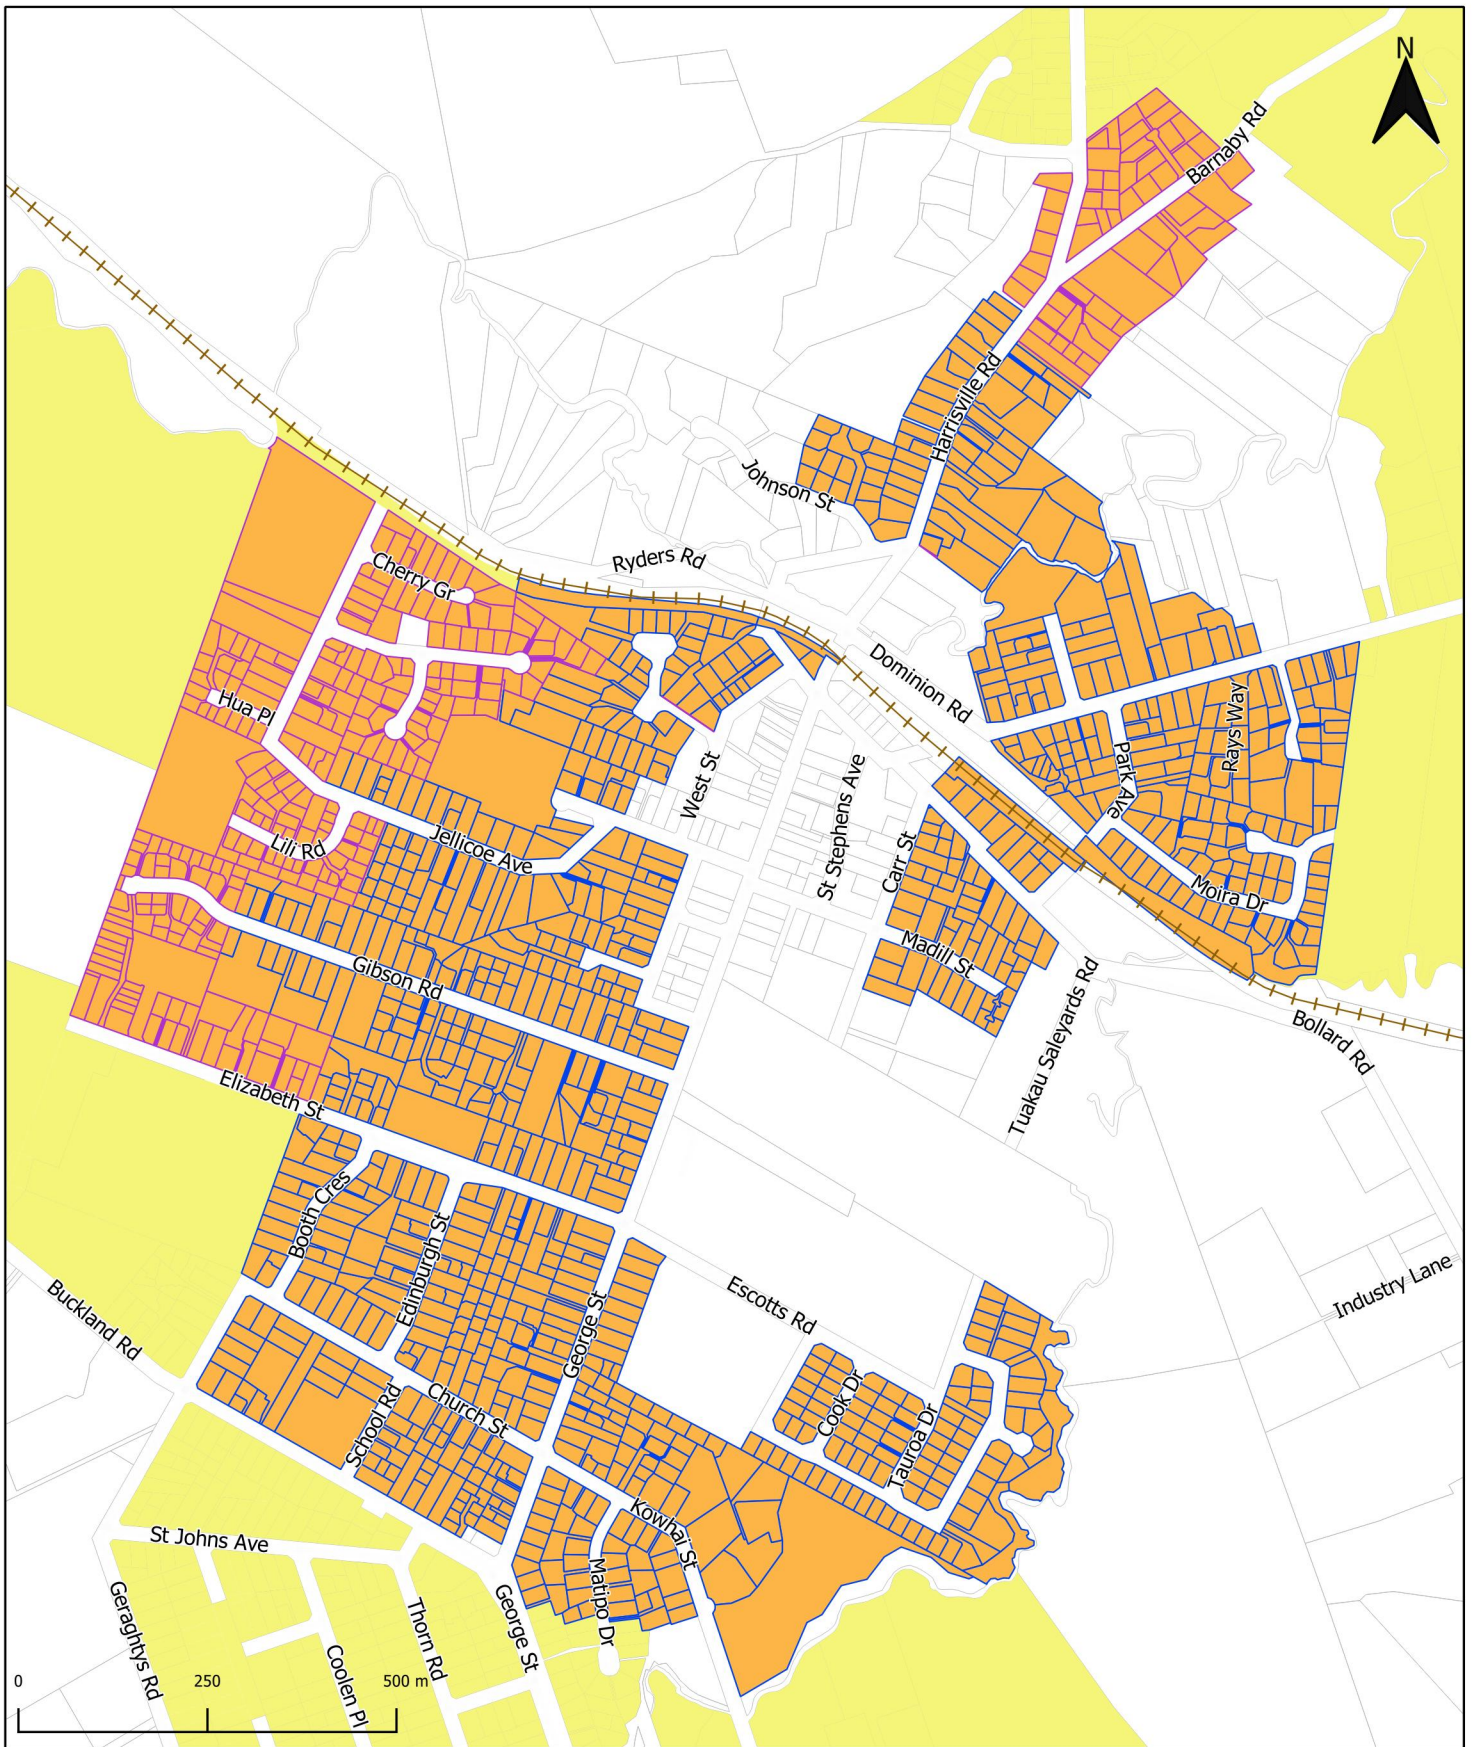 N
Barnaby Rd
Harrisville Rd
Johnson St
Ryders Rd
Cherry Gr
Dominion Rd
Hua Pl
Rays Way
Park Ave
West St
St Stephens Ave
Carr St
Jellicoe Ave
Lili Rd
Moira Dr
Madill St
Gibson Rd
Tuakau Saleyards Rd
Bollard Rd
Elizabeth St
Booth Cres
Edinburgh St
Buckland Rd
George St
Escotts Rd
Industry Lane
Church St
School Rd
Cook Dr
Tauroa Dr
Kowhai St
St Johns Ave
Matipo Dr
Geraghtys Rd
Thorn Rd
George St
Coolen Pl
0 250 500 m